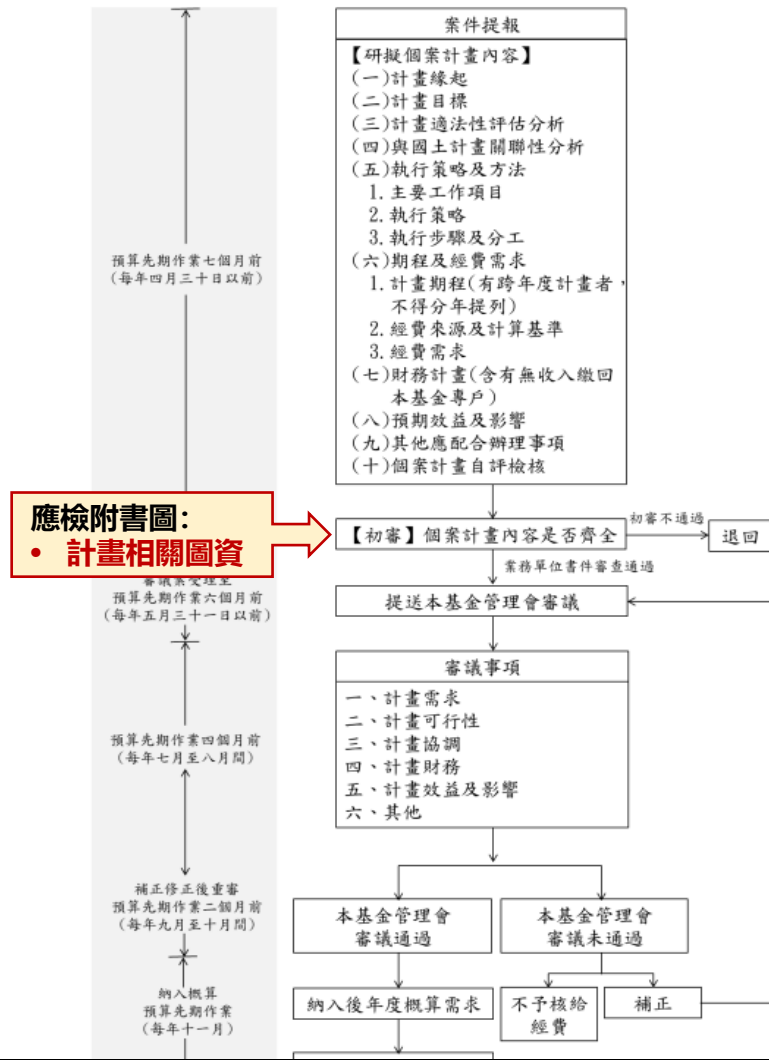 案件提報
【研擬個案計畫內容】
(一)計畫緣起
(二)計畫目標
(三)計畫適法性評估分析
(四)與國土計畫關聯性分析
(五)執行策略及方法
1.主要工作項目
2.執行策略
3.執行步驟及分工
(六)期程及經費需求
1.計畫期程(有跨年度計畫者，
不得分年提列)
2.經費來源及計算基準
3.經費需求
(七)財務計畫(含有無收入繳回
本基金專戶)
(八)預期效益及影響
(九)其他應配合辦理事項
(十)個案計畫自評檢核
預算先期作業七個月前
(每年四月三十日以前)
應檢附書圖：
• 計畫相關圖資
【初審】個案計畫內容是否齊全
初審不通過
退回
業務單位書件審查通過
審議案受理至
預算先期作業六個月前
(每年五月三十一日以前)
提送本基金管理會審議
審議事項
一、計畫需求
二、計畫可行性
三、計畫協調
四、計畫財務
五、計畫效益及影響
六、其他
預算先期作業四個月前
(每年七月至八月間)
補正修正後重審
預算先期作業二個月前
(每年九月至十月間)
本基金管理會
審議通過
本基金管理會
審議未通過
納入概算
預算先期作業
(每年十一月)
納入後年度概算需求
不予核給
經費
補正